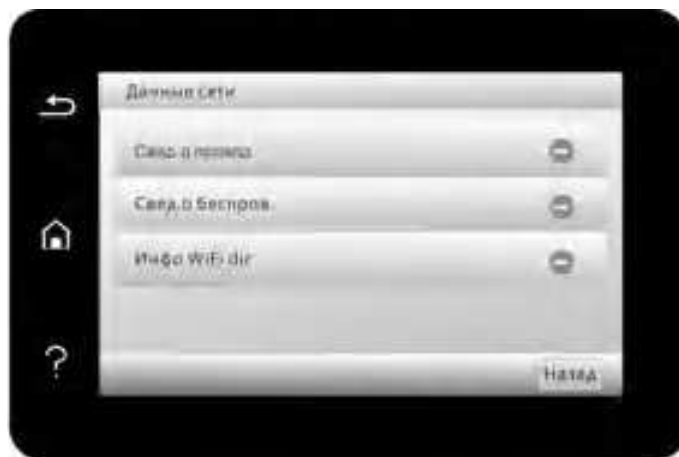 Данные сети
Свед.о провод.
Свед.о беспров.
Инфо WiFi dir
Назад